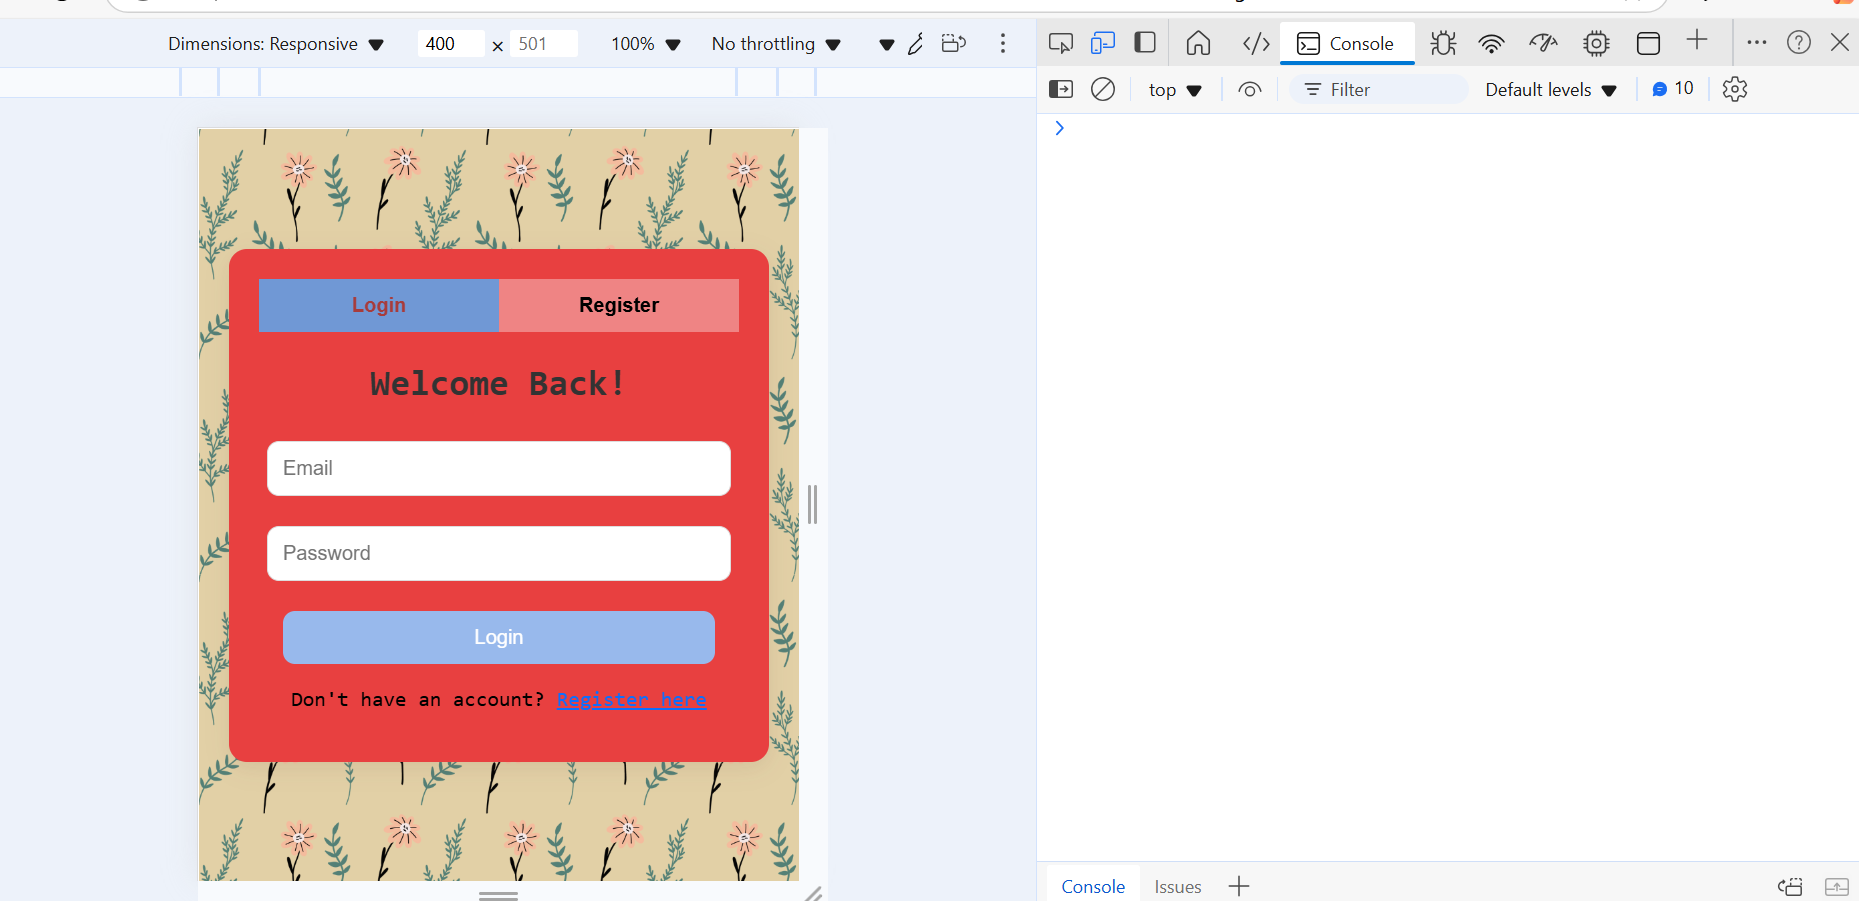 Dimensions: Responsive 400 × 501 100% No throttling
Console
top Filter Default levels 10
Login Register
Welcome Back!
Email
Password
Login
Don't have an account? Register here
Console Issues